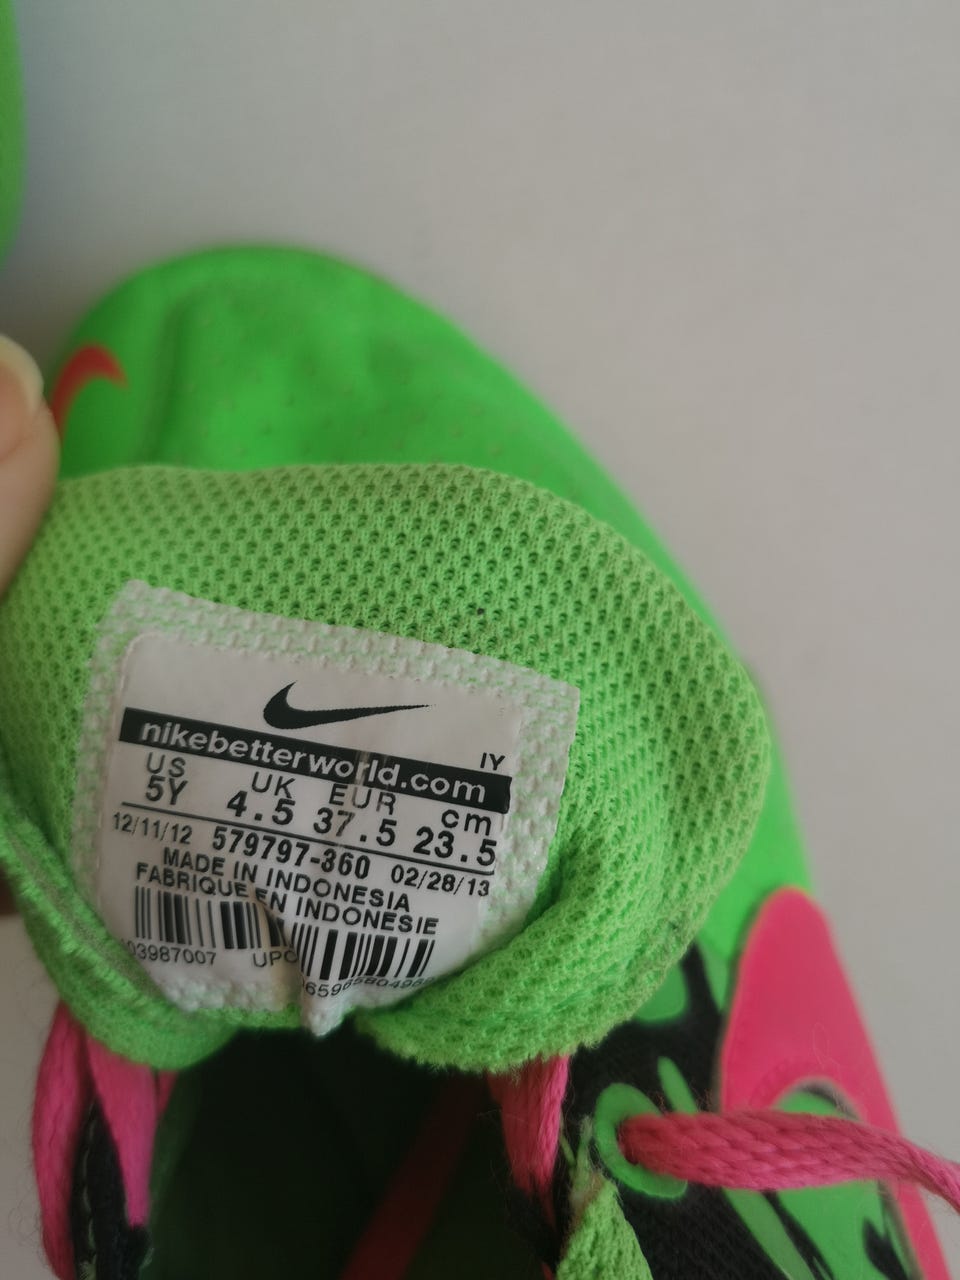 nikebetterworld.com
IY
US UK EUR cm
5Y 4.5 37.5 23.5
12/11/12 579797-360 02/28/13
MADE IN INDONESIA
FABRIQUE EN INDONESIE
03987007 UPC